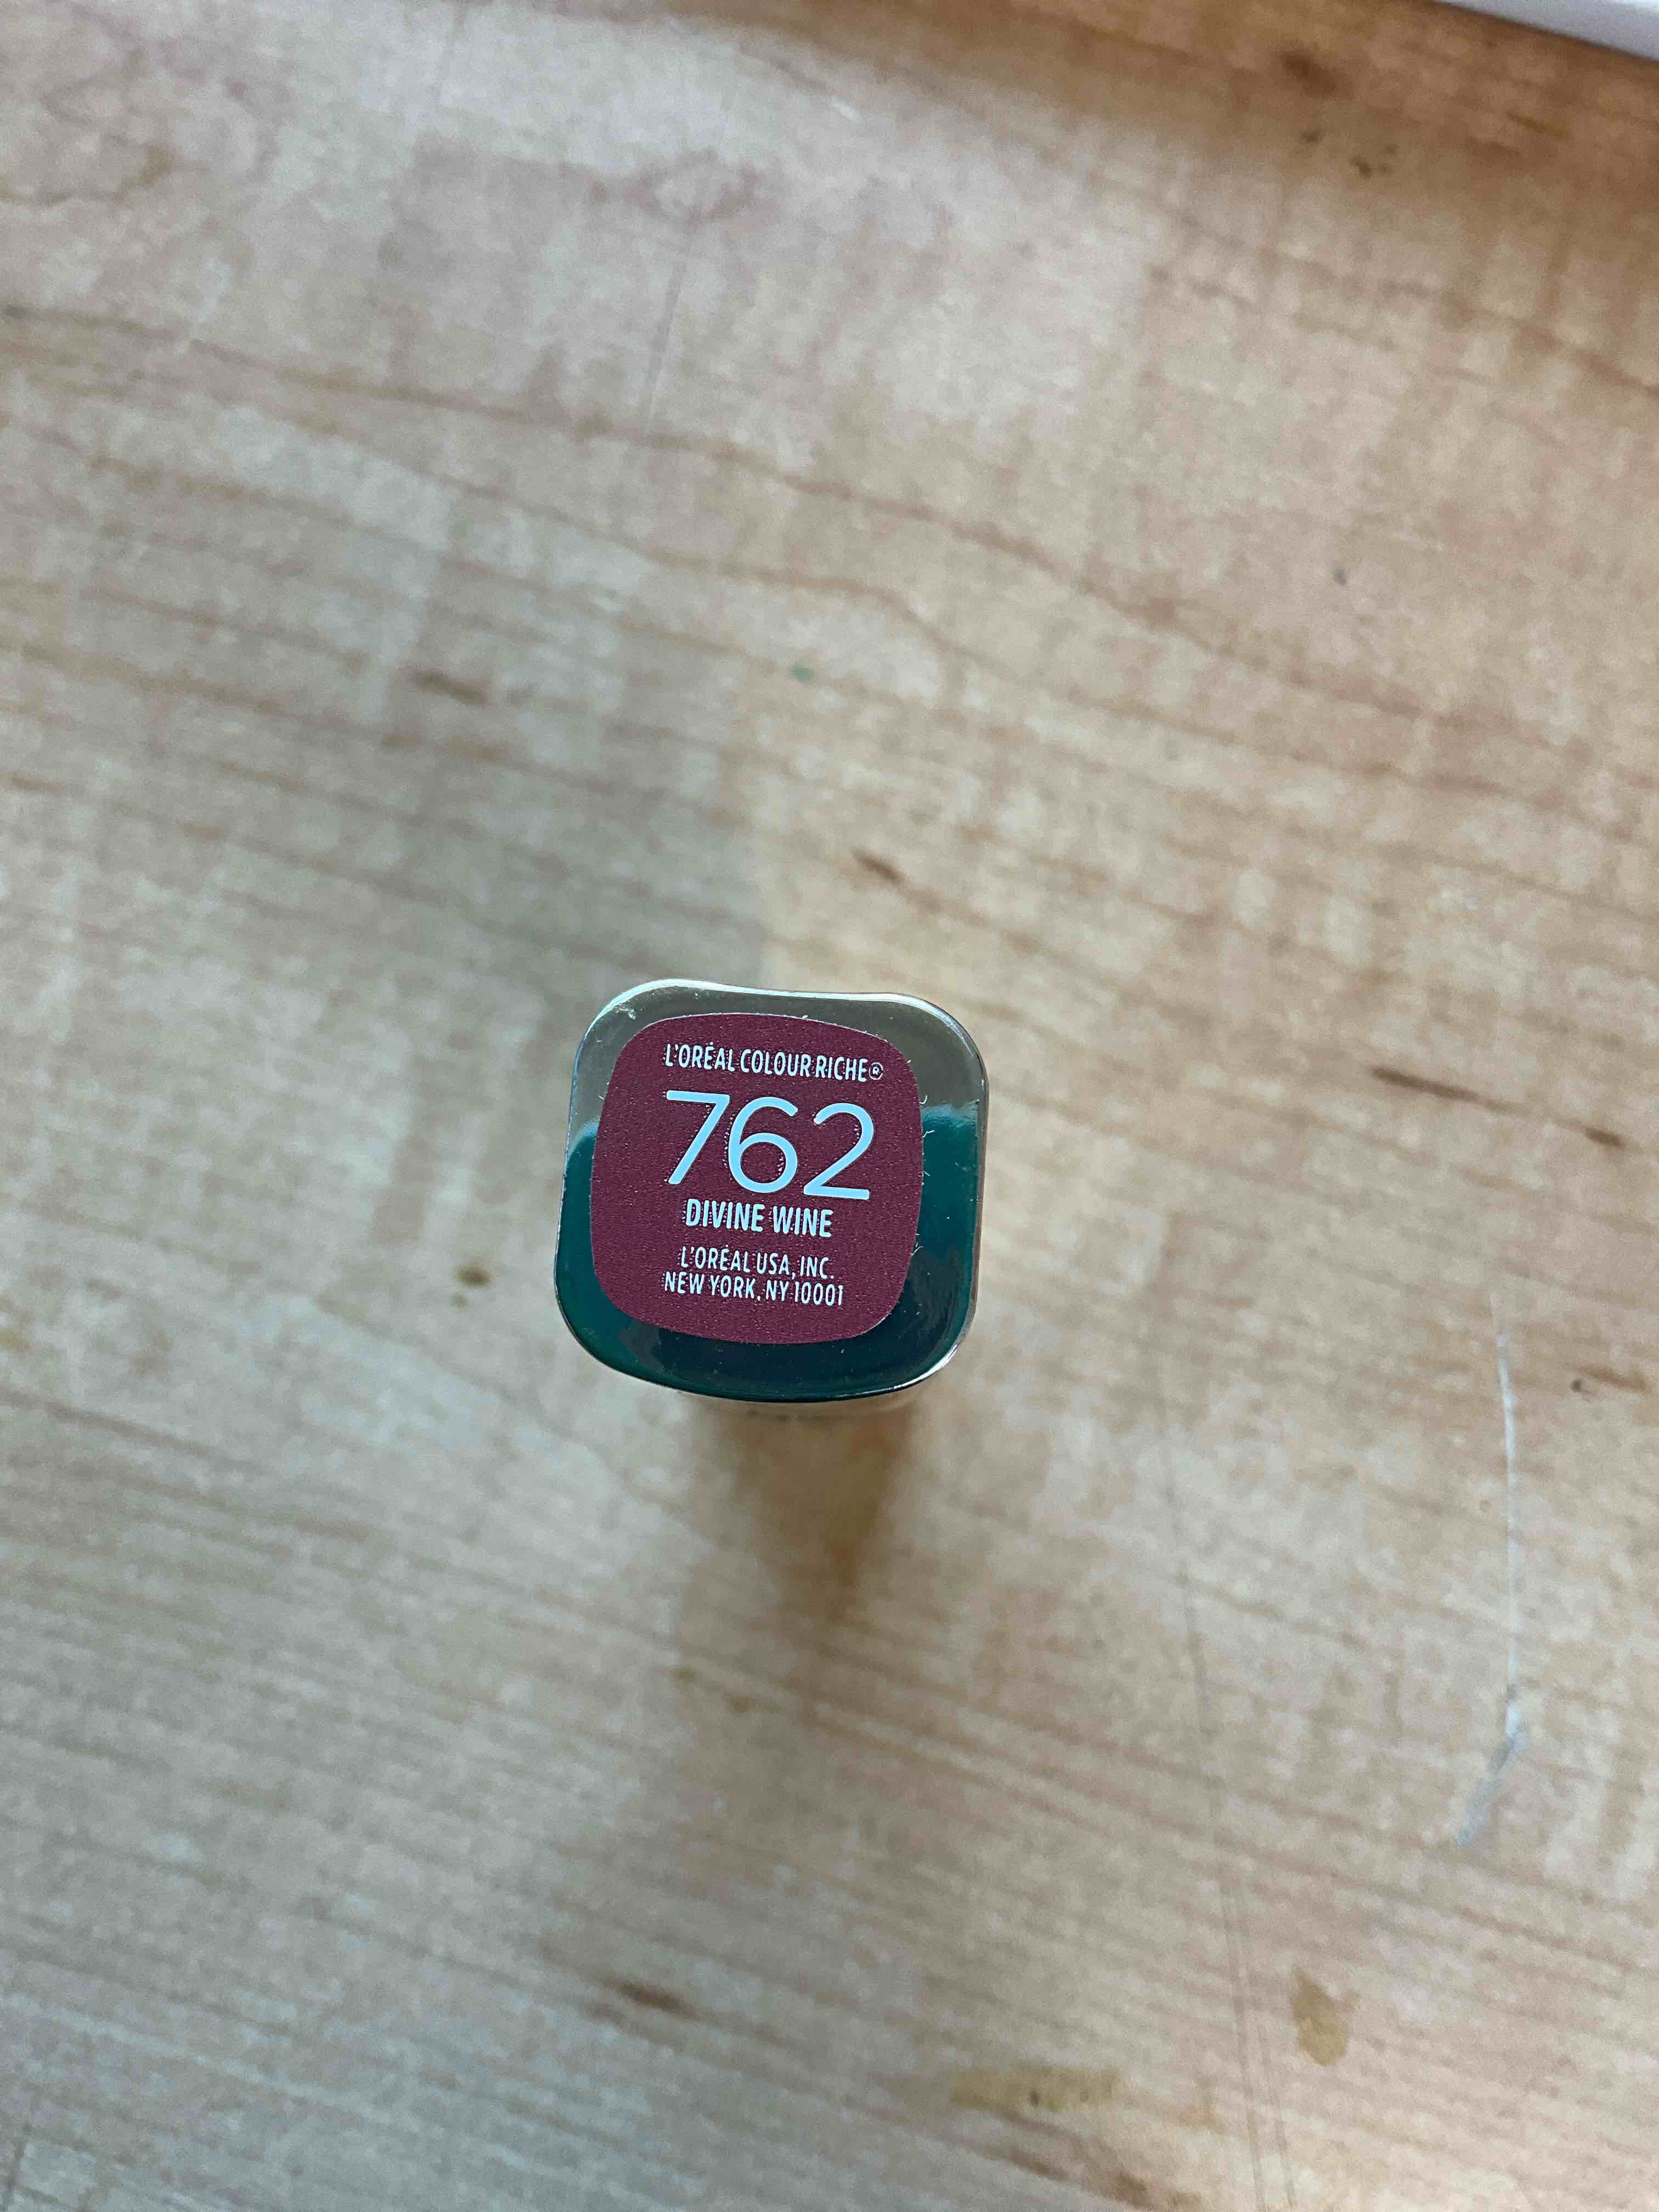 L'ORÉAL COLOUR RICHE®
762
DIVINE WINE
L'ORÉAL USA, INC.
NEW YORK, NY 10001